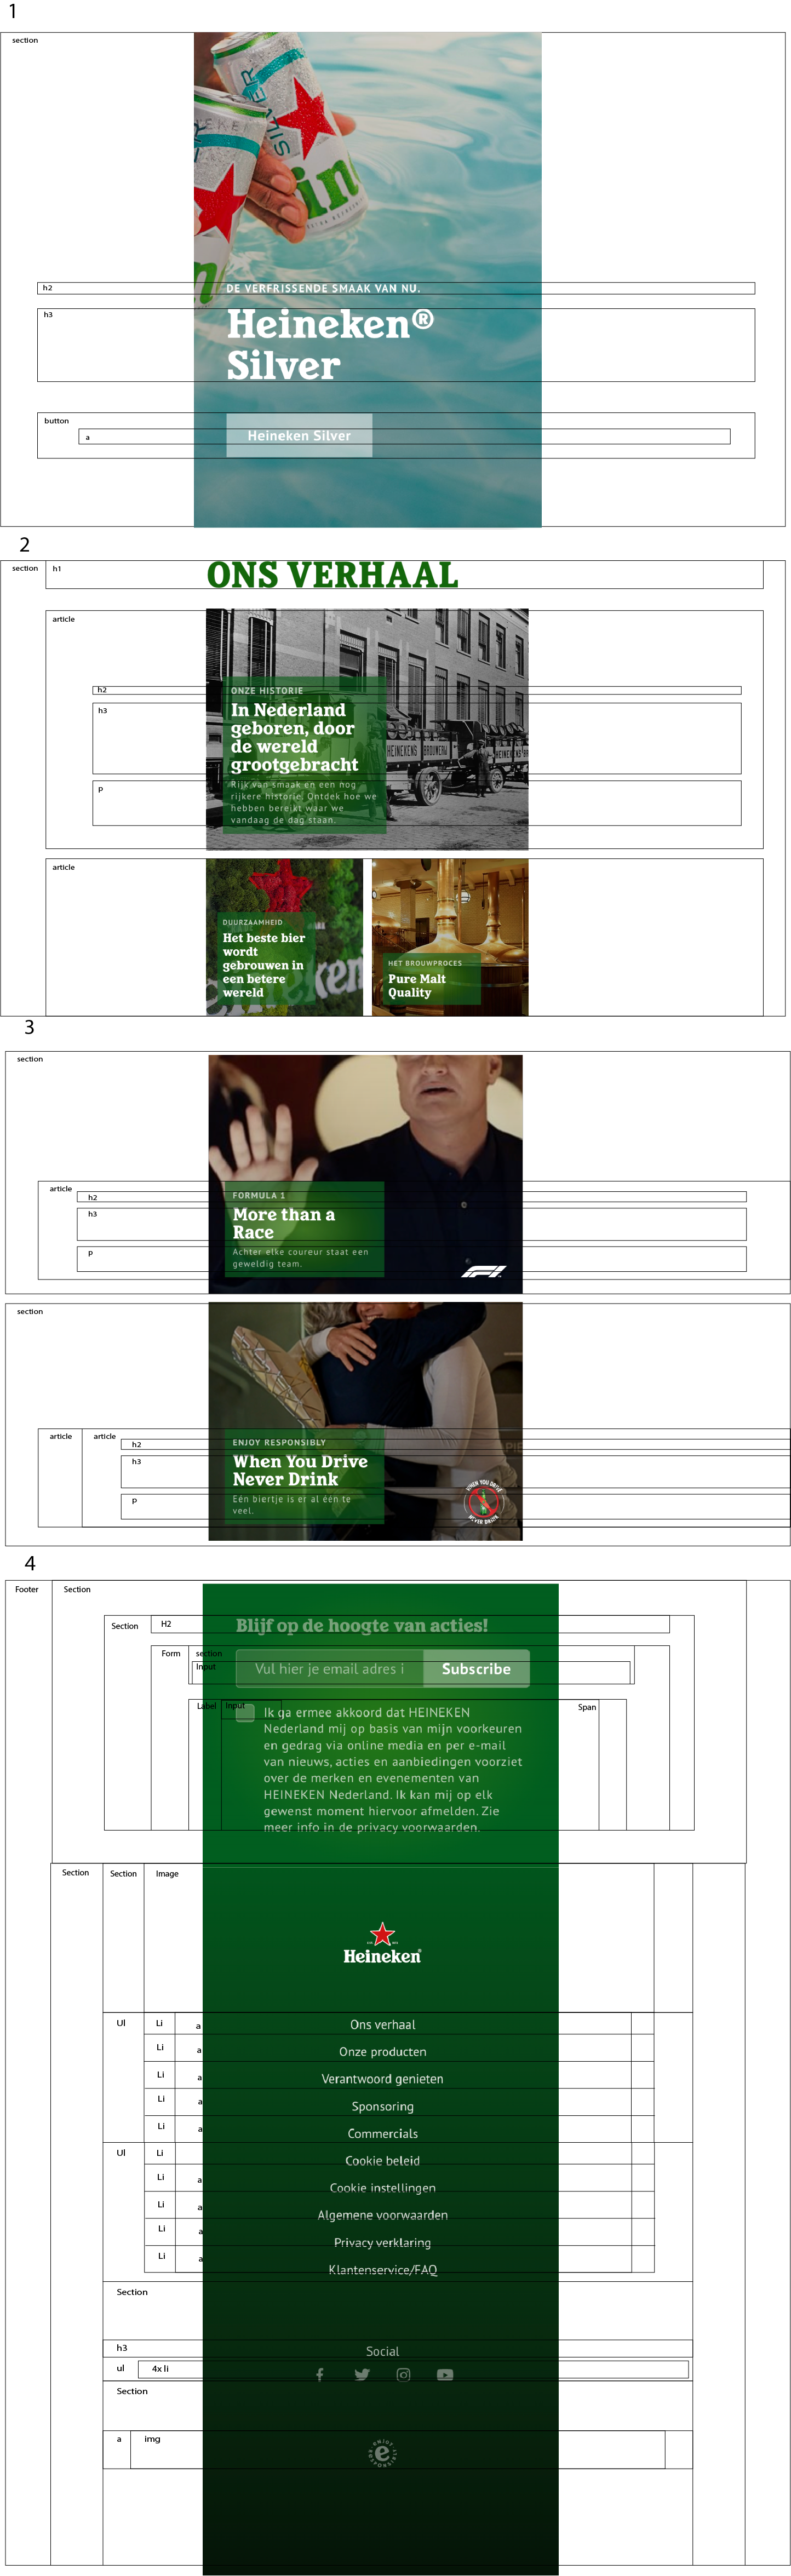 1
section
h2
DE VERFRISSENDE SMAAK VAN NU.
h3
Heineken®
Silver
button
a
Heineken Silver
2
section
h1
ONS VERHAAL
article
h2
ONZE HISTORIE
h3
In Nederland
geboren, door
de wereld
grootgebracht
p
Rijk van smaak en een nog
rijkere historie. Ontdek hoe we
hebben bereikt waar we
vandaag de dag staan.
HEINEKENS BROUWERIJ
article
DUURZAAMHEID
Het beste bier
wordt
gebrouwen in
een betere
wereld
HET BROUWPROCES
Pure Malt
Quality
3
section
article
h2
FORMULA 1
h3
More than a
Race
p
Achter elke coureur staat een
geweldig team.
section
article
article
h2
ENJOY RESPONSIBLY
h3
When You Drive
Never Drink
p
Eén biertje is er al één te
veel.
WHEN YOU DRIVE
NEVER DRINK
4
Footer
Section
Section
H2
Blijf op de hoogte van acties!
Form
section
Input
Vul hier je email adres i
Subscribe
Label
Input
Span
Ik ga ermee akkoord dat HEINEKEN
Nederland mij op basis van mijn voorkeuren
en gedrag via online media en per e-mail
van nieuws, acties en aanbiedingen voorziet
over de merken en evenementen van
HEINEKEN Nederland. Ik kan mij op elk
gewenst moment hiervoor afmelden. Zie
meer info in de privacy voorwaarden.
Section
Section
Image
Heineken®
Ul
Li
a
Ons verhaal
Li
a
Onze producten
Li
a
Verantwoord genieten
Li
a
Sponsoring
Li
a
Commercials
Ul
Li
Cookie beleid
Li
a
Cookie instellingen
Li
a
Algemene voorwaarden
Li
a
Privacy verklaring
Li
a
Klantenservice/FAQ
Section
h3
Social
ul
4x li
Section
a
img
e